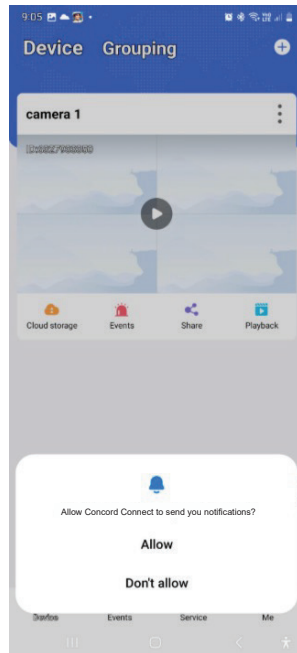 9:05
Device Grouping
camera 1
Cloud storage Events Share Playback
Allow Concord Connect to send you notifications?
Allow
Don't allow
Events Service Me